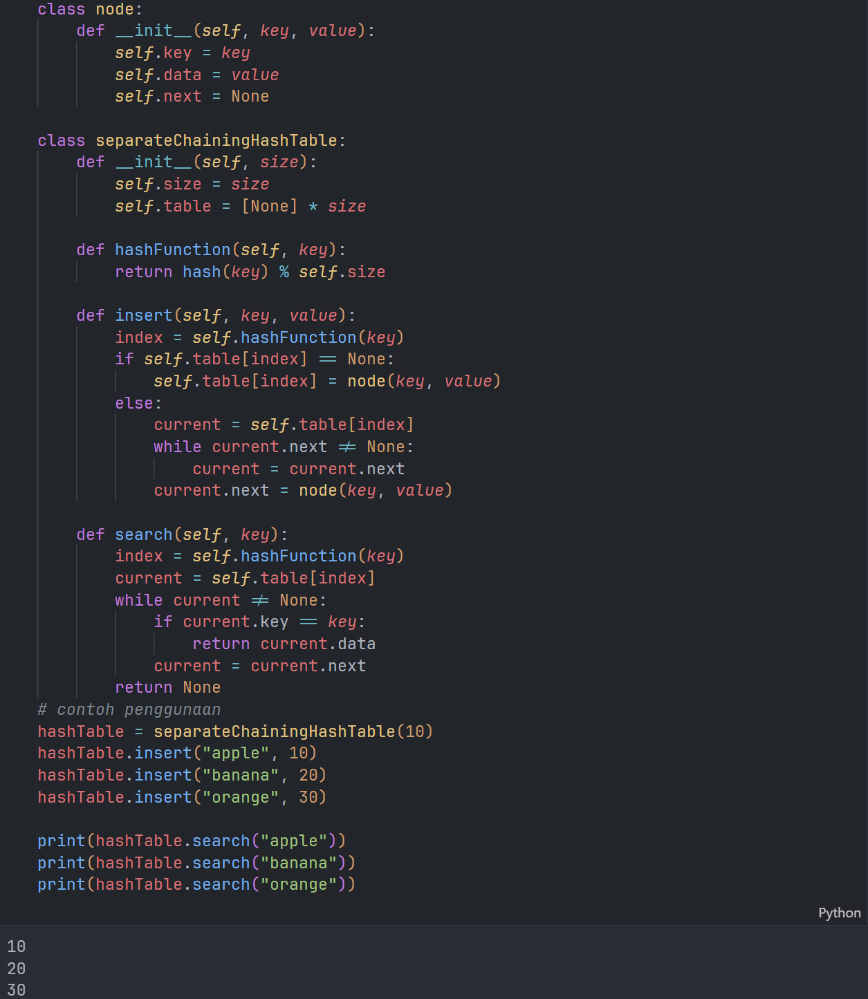 class node:
    def __init__(self, key, value):
        self.key = key
        self.data = value
        self.next = None

class separateChainingHashTable:
    def __init__(self, size):
        self.size = size
        self.table = [None] * size

    def hashFunction(self, key):
        return hash(key) % self.size

    def insert(self, key, value):
        index = self.hashFunction(key)
        if self.table[index] == None:
            self.table[index] = node(key, value)
        else:
            current = self.table[index]
            while current.next != None:
                current = current.next
            current.next = node(key, value)

    def search(self, key):
        index = self.hashFunction(key)
        current = self.table[index]
        while current != None:
            if current.key == key:
                return current.data
            current = current.next
        return None
# contoh penggunaan
hashTable = separateChainingHashTable(10)
hashTable.insert("apple", 10)
hashTable.insert("banana", 20)
hashTable.insert("orange", 30)

print(hashTable.search("apple"))
print(hashTable.search("banana"))
print(hashTable.search("orange"))
Python
10
20
30